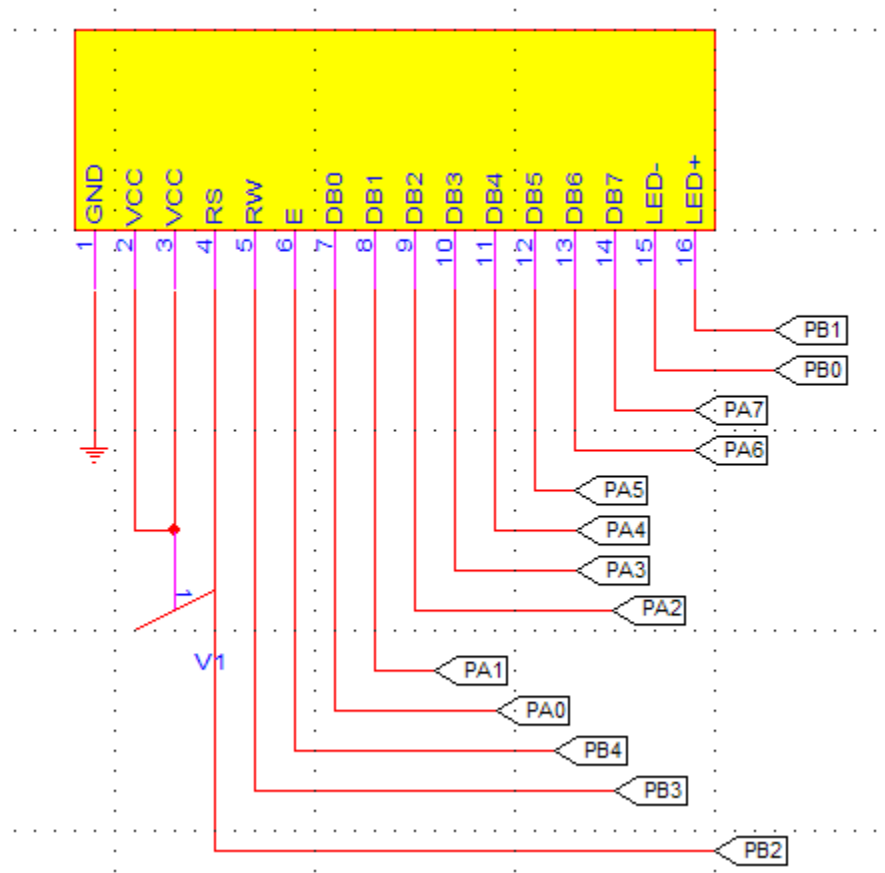 GND
VCC
VCC
RS
RW
E
DB0
DB1
DB2
DB3
DB4
DB5
DB6
DB7
LED-
LED+
1
2
3
4
5
6
7
8
9
10
11
12
13
14
15
16
PB1
PB0
PA7
PA6
PA5
PA4
PA3
1
PA2
V1
PA1
PA0
PB4
PB3
PB2